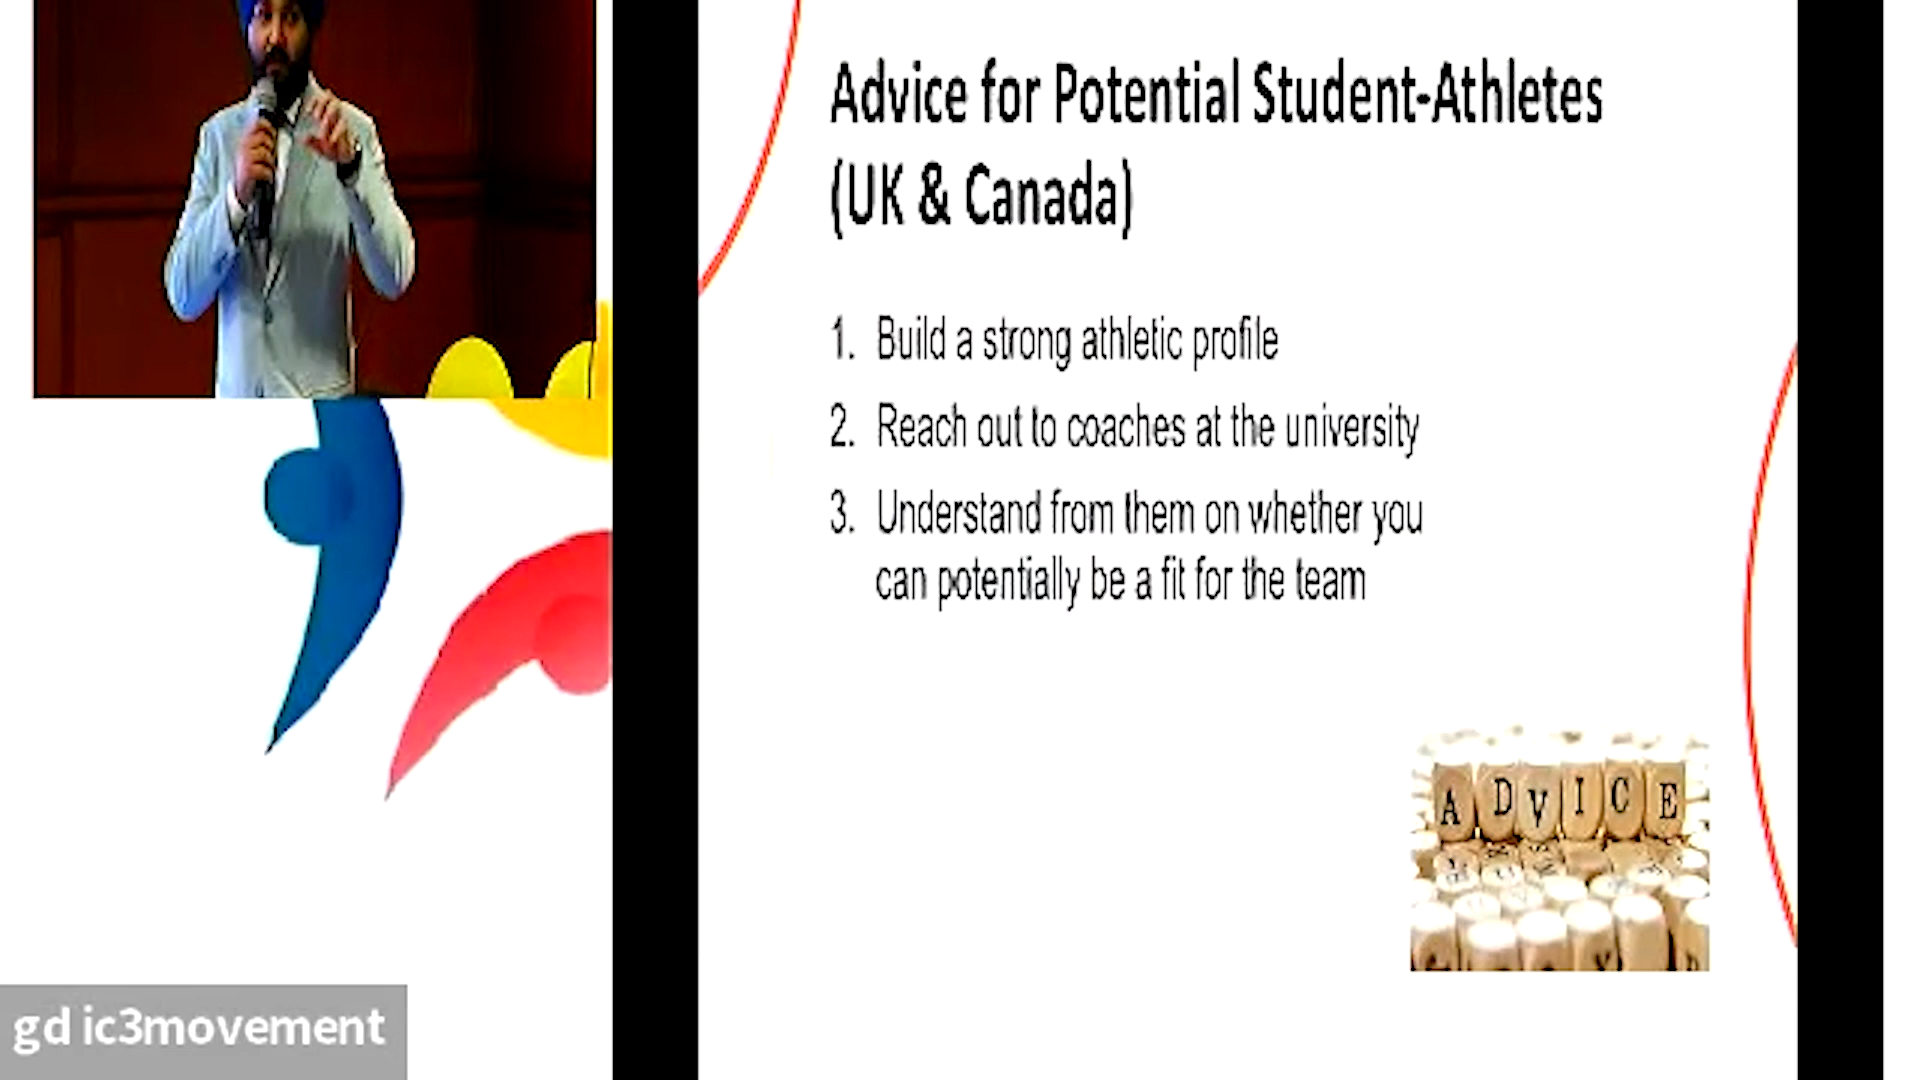 Advice for Potential Student-Athletes
(UK & Canada)
1. Build a strong athletic profile
2. Reach out to coaches at the university
3. Understand from them on whether you
can potentially be a fit for the team
ADVICE
gd ic3movement